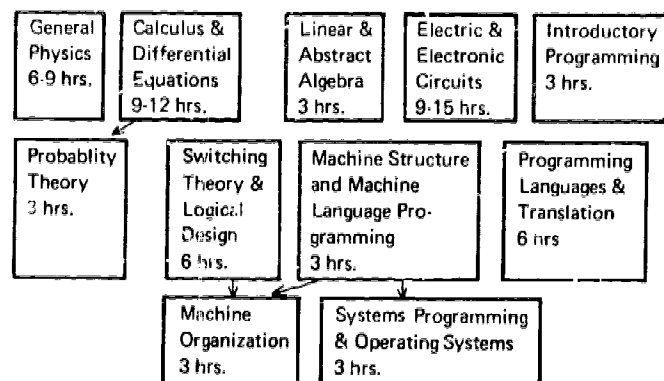 General
Physics
6-9 hrs.
Calculus &
Differential
Equations
9-12 hrs.
Linear &
Abstract
Algebra
3 hrs.
Electric &
Electronic
Circuits
9-15 hrs.
Introductory
Programming
3 hrs.
Probablity
Theory
3 hrs.
Switching
Theory &
Logical
Design
6 hrs.
Machine Structure
and Machine
Language Pro-
gramming
3 hrs.
Programming
Languages &
Translation
6 hrs
Machine
Organization
3 hrs.
Systems Programming
& Operating Systems
3 hrs.